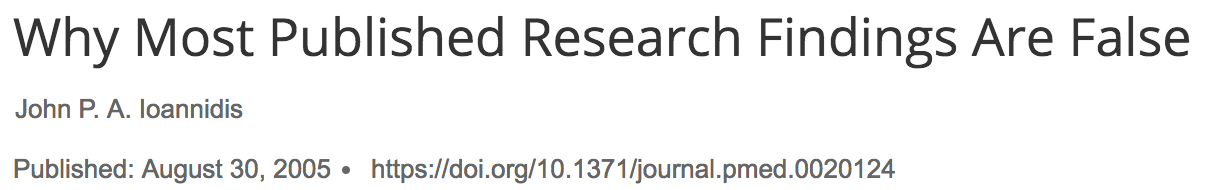 Why Most Published Research Findings Are False
John P. A. Ioannidis
Published: August 30, 2005 • https://doi.org/10.1371/journal.pmed.0020124